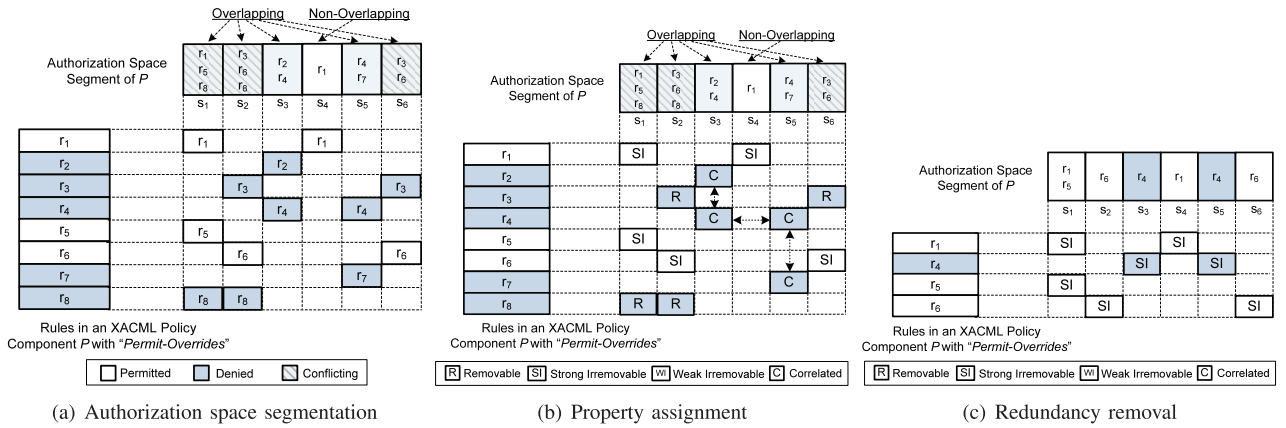 Overlapping Non-Overlapping
Authorization Space
Segment of P
r1 r3 r2 r1 r4 r3
r5 r6 r4 r7 r6
r8 r8
s1 s2 s3 s4 s5 s6
r1 r1 r1
r2 r2
r3 r3 r3
r4 r4 r4
r5 r5
r6 r6 r6
r7 r7
r8 r8 r8
Rules in an XACML Policy
Component P with "Permit-Overrides"
Permitted Denied Conflicting
(a) Authorization space segmentation
Overlapping Non-Overlapping
Authorization Space
Segment of P
r1 r3 r2 r1 r4 r3
r5 r6 r4 r7 r6
r8 r8
s1 s2 s3 s4 s5 s6
r1 SI SI
r2 C
r3 R R
r4 C C
r5 SI
r6 SI SI
r7 C
r8 R R
Rules in an XACML Policy
Component P with "Permit-Overrides"
R Removable SI Strong Irremovable WI Weak Irremovable C Correlated
(b) Property assignment
Authorization Space
Segment of P
r1 r6 r4 r1 r4 r6
r5
s1 s2 s3 s4 s5 s6
r1 SI SI
r4 SI SI
r5 SI
r6 SI SI
Rules in an XACML Policy
Component P with "Permit-Overrides"
R Removable SI Strong Irremovable WI Weak Irremovable C Correlated
(c) Redundancy removal